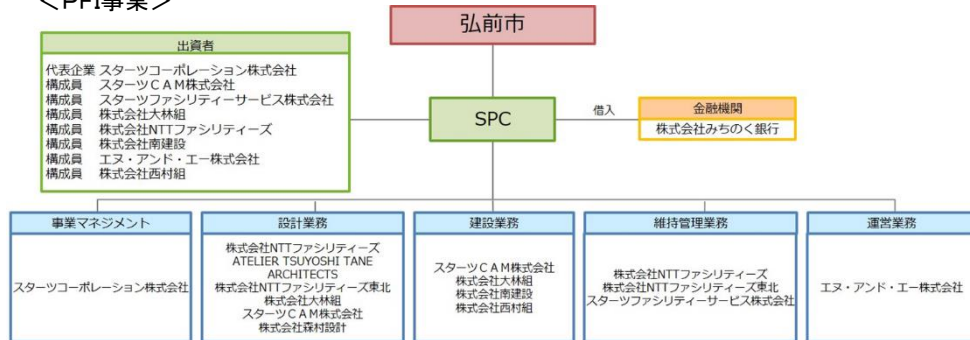 ＜PFI事業＞
弘前市
出資者
代表企業 スターツコーポレーション株式会社
構成員 スターツＣＡＭ株式会社
構成員 スターツファシリティーサービス株式会社
構成員 株式会社大林組
構成員 株式会社NTTファシリティーズ
構成員 株式会社南建設
構成員 エヌ・アンド・エー株式会社
構成員 株式会社西村組
SPC
借入
金融機関
株式会社みちのく銀行
事業マネジメント
スターツコーポレーション株式会社
設計業務
株式会社NTTファシリティーズ
ATELIER TSUYOSHI TANE
ARCHITECTS
株式会社NTTファシリティーズ東北
株式会社大林組
スターツＣＡＭ株式会社
株式会社森村設計
建設業務
スターツＣＡＭ株式会社
株式会社大林組
株式会社南建設
株式会社西村組
維持管理業務
株式会社NTTファシリティーズ
株式会社NTTファシリティーズ東北
スターツファシリティーサービス株式会社
運営業務
エヌ・アンド・エー株式会社